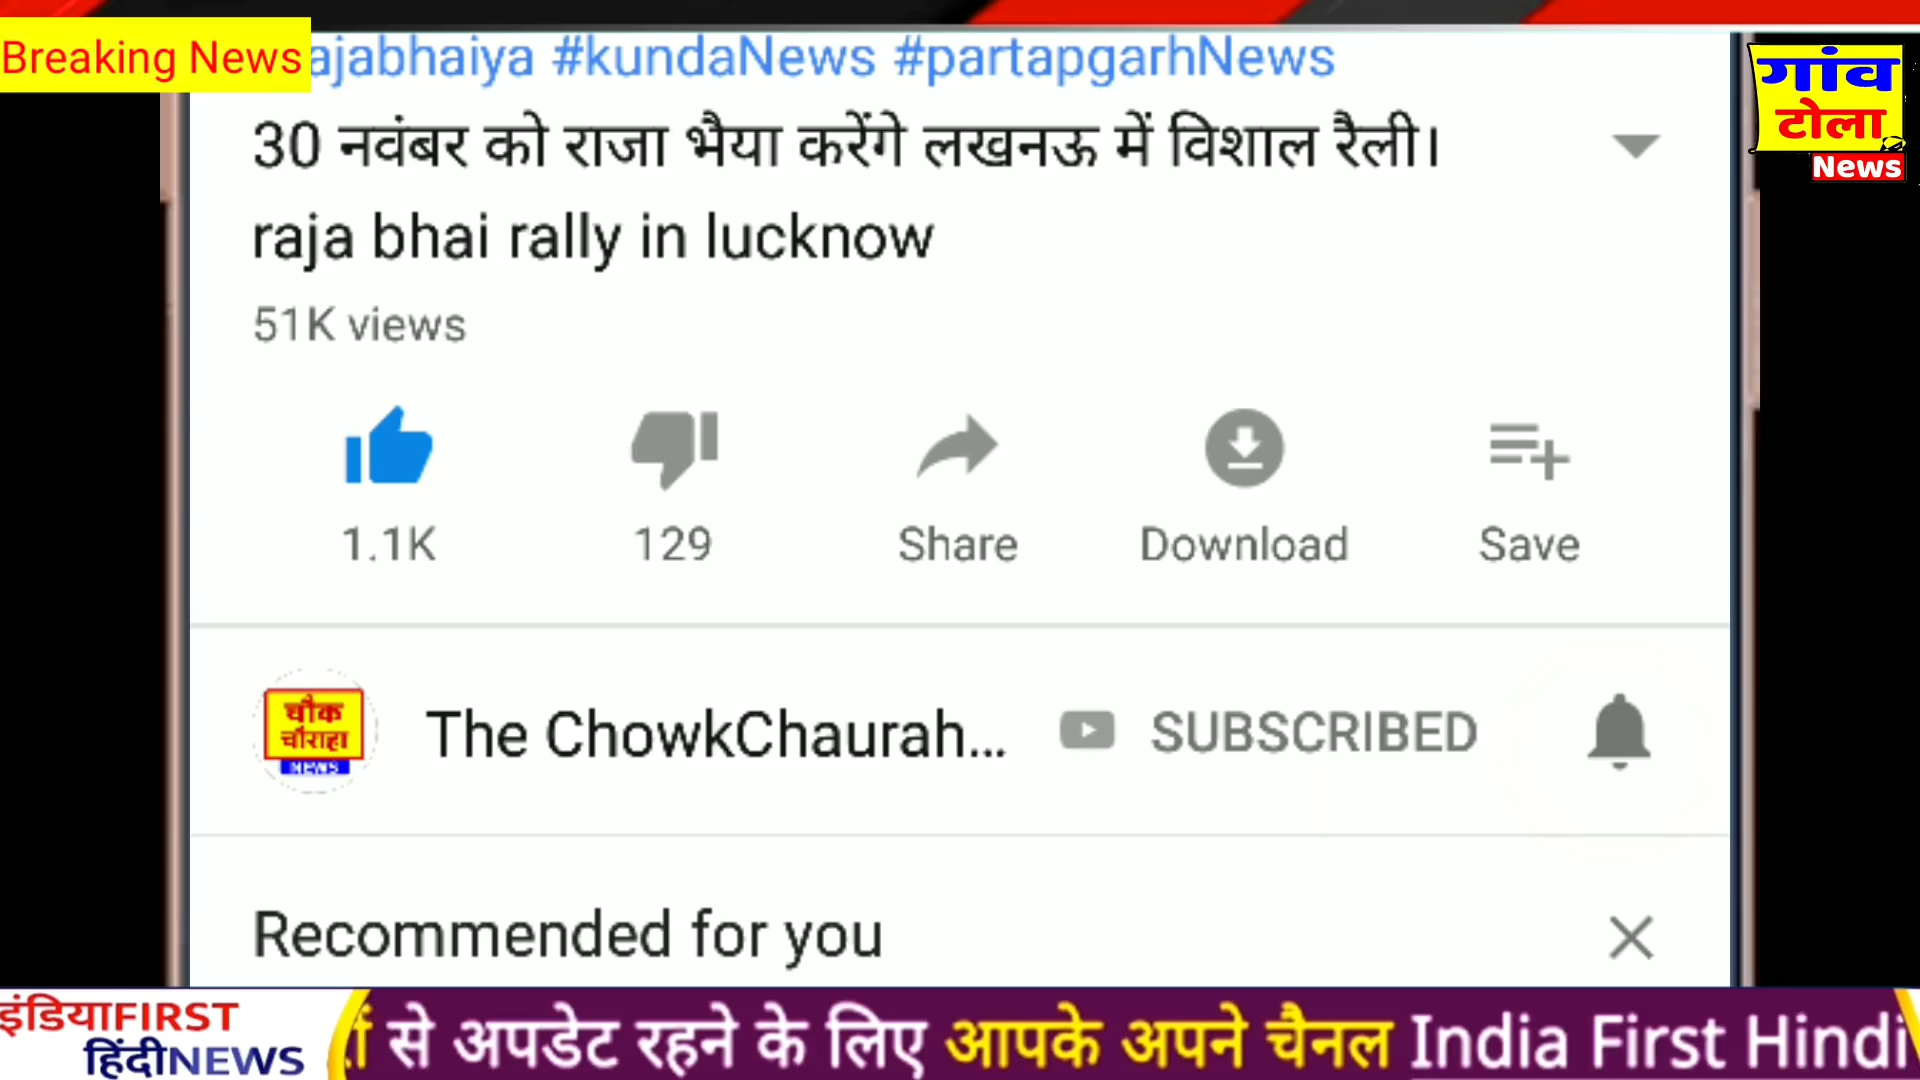 Breaking News
ajabhaiya #kundaNews #partapgarhNews
गांव
टोला
News
30 नवंबर को राजा भैया करेंगे लखनऊ में विशाल रैली।
raja bhai rally in lucknow
51K views
1.1K 129 Share Download Save
चौक
चौराहा
NEWS
The ChowkChaurah... SUBSCRIBED
Recommended for you
इंडियाFIRST
हिंदीNEWS
से अपडेट रहने के लिए आपके अपने चैनल India First Hindi